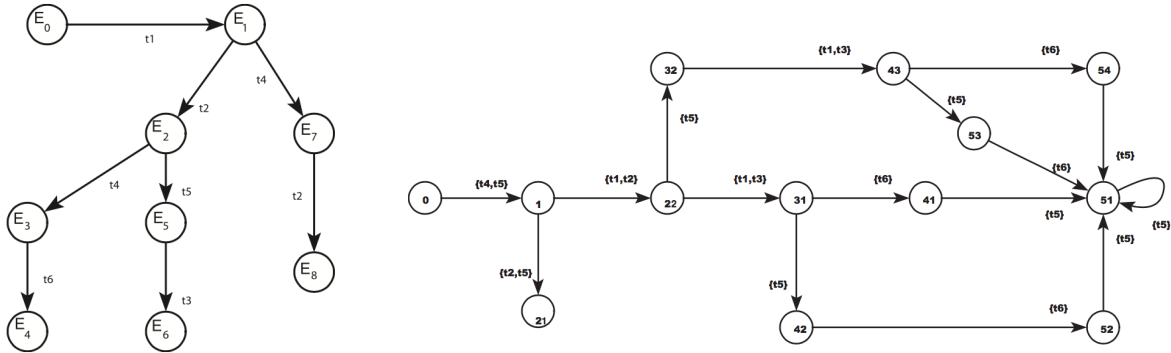 E0
E1
t1
t4
t2
E2
E7
t4
t5
t2
E3
E5
E8
t6
t3
E4
E6
32
{t1,t3}
43
{t6}
54
{t5}
{t5}
53
{t6}
{t5}
0
{t4,t5}
1
{t1,t2}
22
{t1,t3}
31
{t6}
41
{t5}
51
{t5}
{t2,t5}
{t5}
{t5}
21
42
{t6}
52